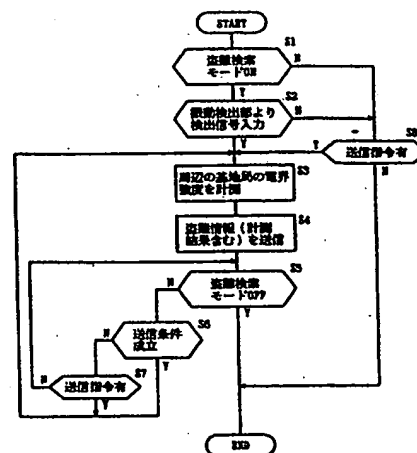 START
S1
盗難検索
モードON
N
Y
S2
振動検出部より
検出信号入力
N
Y
Y
S8
送信指令有
N
S3
周辺の基地局の電界
強度を計測
S4
盗難情報(計測
結果含む)を送信
S5
盗難検索
モードOFF
N
Y
S6
送信条件
成立
N
Y
S7
送信指令有
N
Y
END